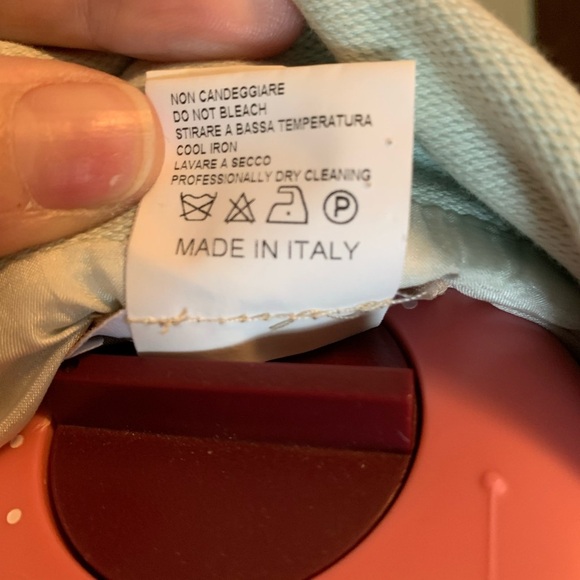 NON CANDEGGIARE
DO NOT BLEACH
STIRARE A BASSA TEMPERATURA
COOL IRON
LAVARE A SECCO
PROFESSIONALLY DRY CLEANING
P
MADE IN ITALY